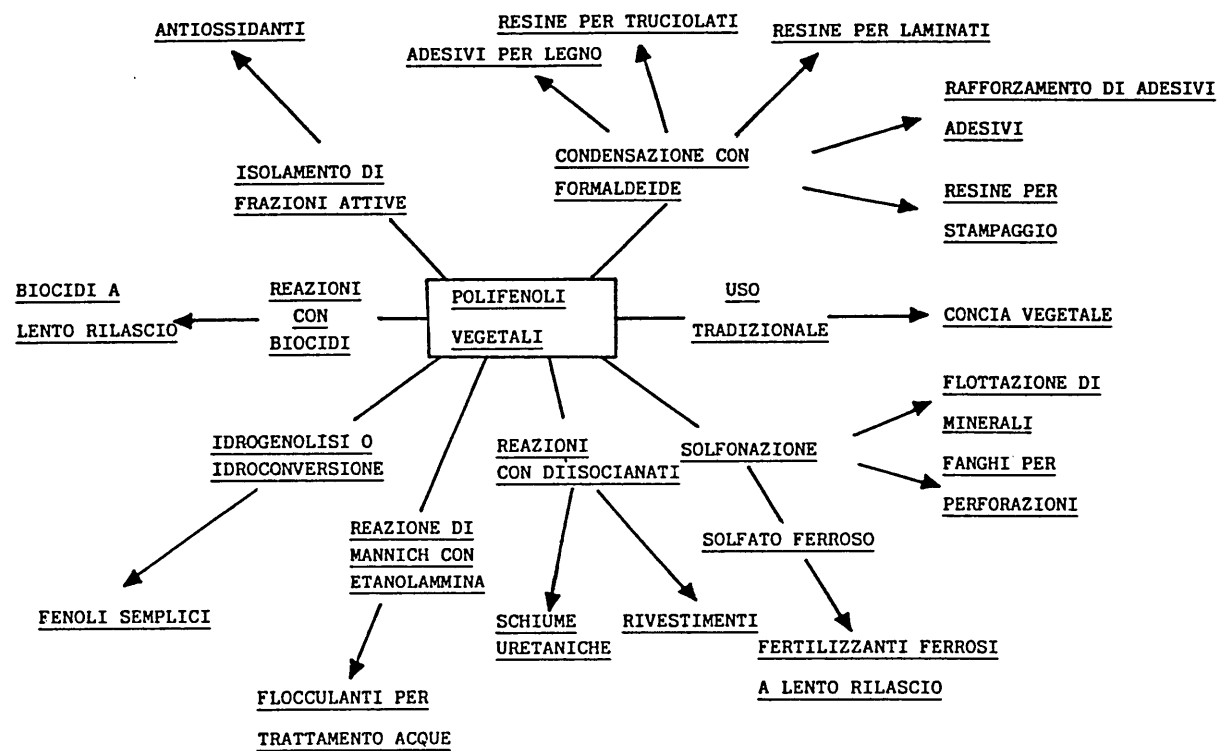 ANTIOSSIDANTI
RESINE PER TRUCIOLATI
ADESIVI PER LEGNO
RESINE PER LAMINATI
RAFFORZAMENTO DI ADESIVI
ADESIVI
ISOLAMENTO DI
FRAZIONI ATTIVE
CONDENSAZIONE CON
FORMALDEIDE
RESINE PER
STAMPAGGIO
BIOCIDI A
LENTO RILASCIO
REAZIONI
CON
BIOCIDI
POLIFENOLI
VEGETALI
USO
TRADIZIONALE
CONCIA VEGETALE
FLOTTAZIONE DI
MINERALI
FANGHI PER
PERFORAZIONI
IDROGENOLISI O
IDROCONVERSIONE
REAZIONI
CON DIISOCIANATI
SOLFONAZIONE
REAZIONE DI
MANNICH CON
ETANOLAMMINA
SOLFATO FERROSO
FENOLI SEMPLICI
SCHIUME
URETANICHE
RIVESTIMENTI
FERTILIZZANTI FERROSI
A LENTO RILASCIO
FLOCCULANTI PER
TRATTAMENTO ACQUE